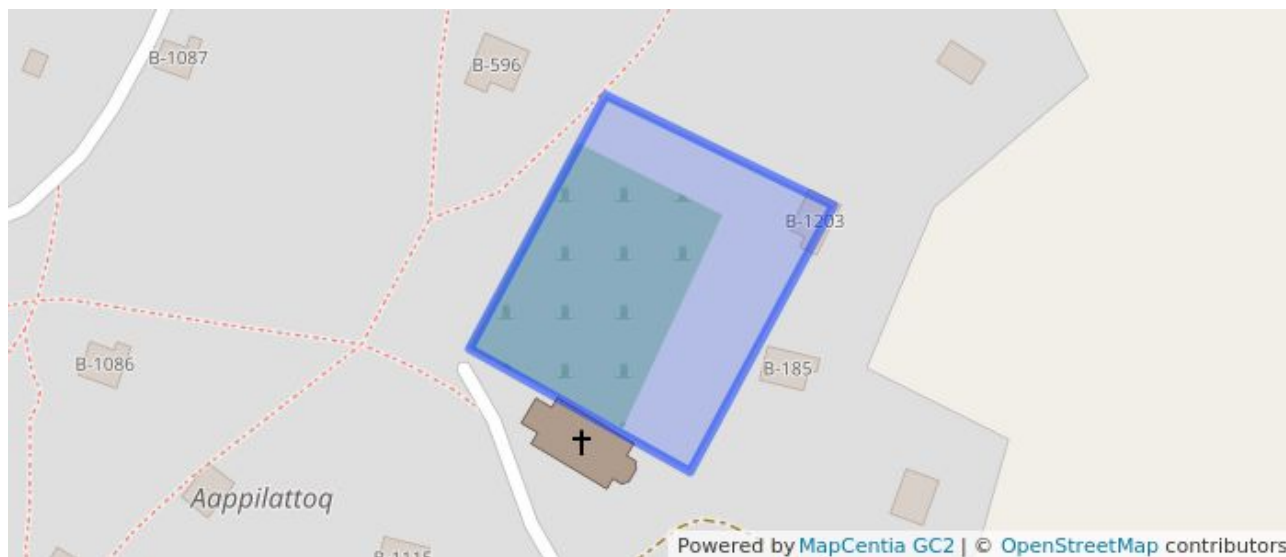 B-1087
B-596
B-1203
B-1086
B-185
Aappilattoq
Powered by MapCentia GC2 | © OpenStreetMap contributors